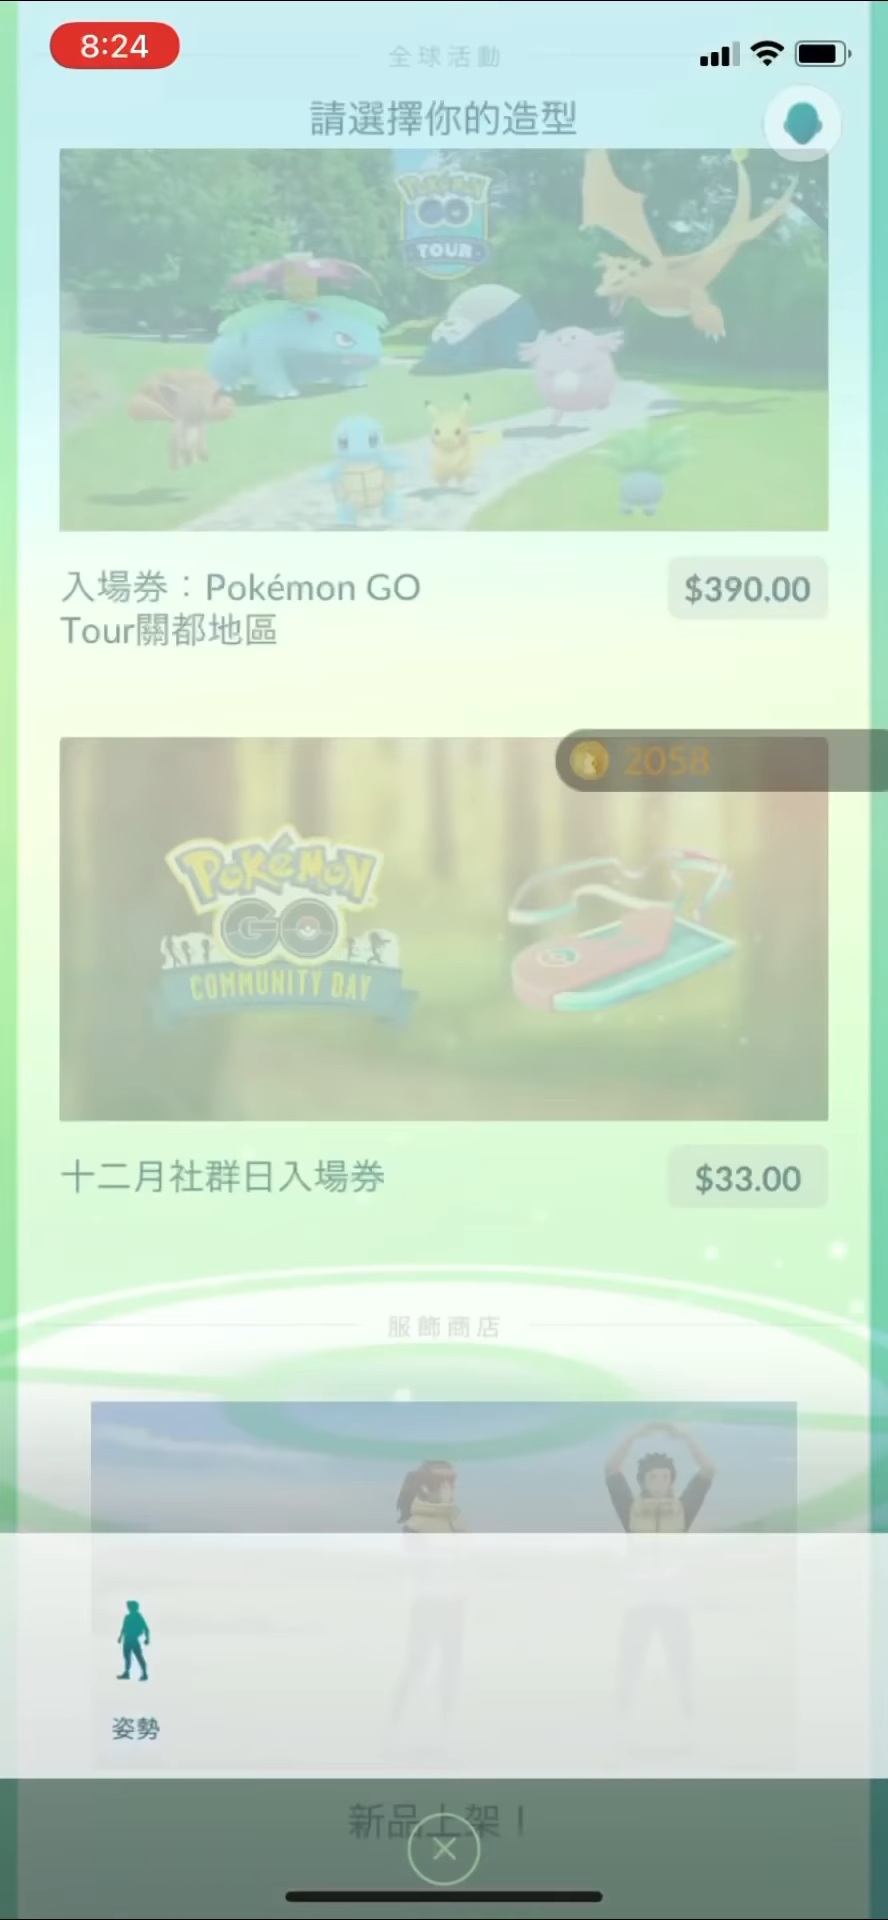 8:24
全球活動
請選擇你的造型
Pokémon
GO
TOUR
入場券：Pokémon GO
Tour關都地區
$390.00
2058
POKéMON
GO
COMMUNITY DAY
十二月社群日入場券
$33.00
服飾商店
姿勢
新品上架！